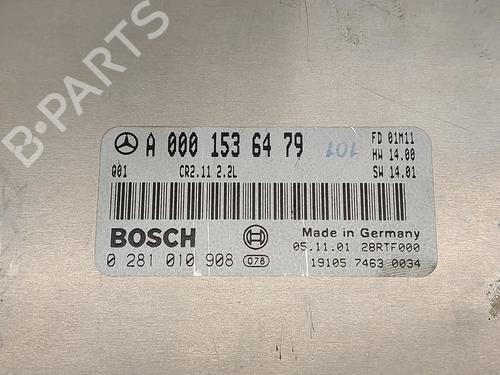 B-PARTS
A 000 153 64 79
101
FD 01M11
Q01 CR2.11 2.2L
HW 14.00
SW 14.01
BOSCH
Made in Germany
05.11.01 28RTF000
0 281 010 908 078
19105 7463 0034